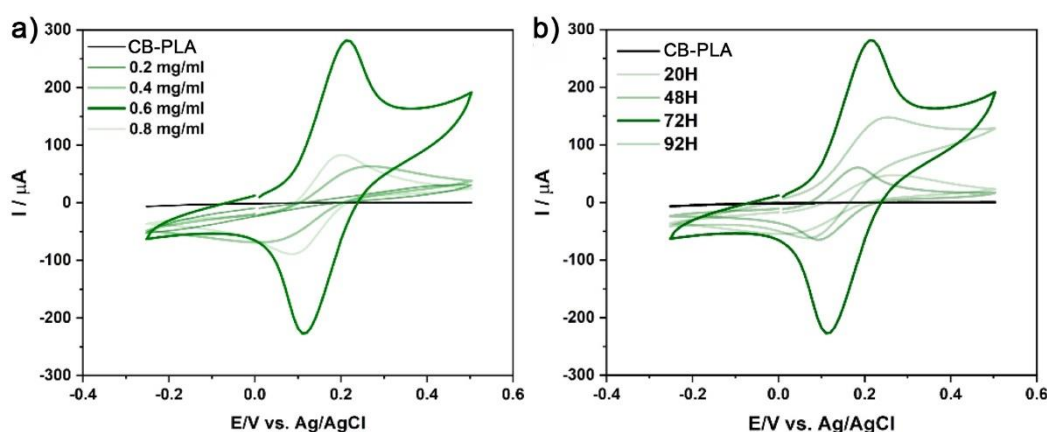 a)
CB-PLA
0.2 mg/ml
0.4 mg/ml
0.6 mg/ml
0.8 mg/ml
300
200
100
0
-100
-200
-300
I / µA
-0.4 -0.2 0.0 0.2 0.4 0.6
E/V vs. Ag/AgCl
b)
CB-PLA
20H
48H
72H
92H
300
200
100
0
-100
-200
-300
I / µA
-0.4 -0.2 0.0 0.2 0.4 0.6
E/V vs. Ag/AgCl